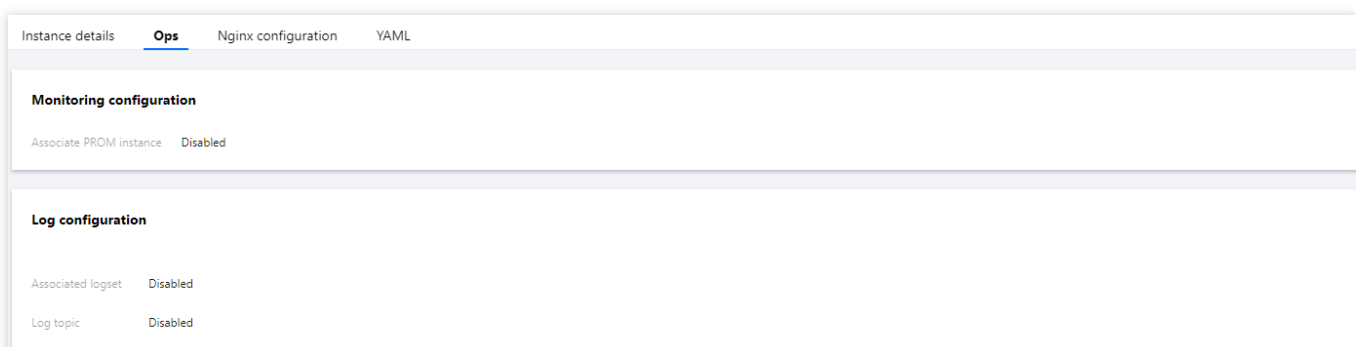 Instance details Ops Nginx configuration YAML
Monitoring configuration
Associate PROM instance Disabled
Log configuration
Associated logset Disabled
Log topic Disabled